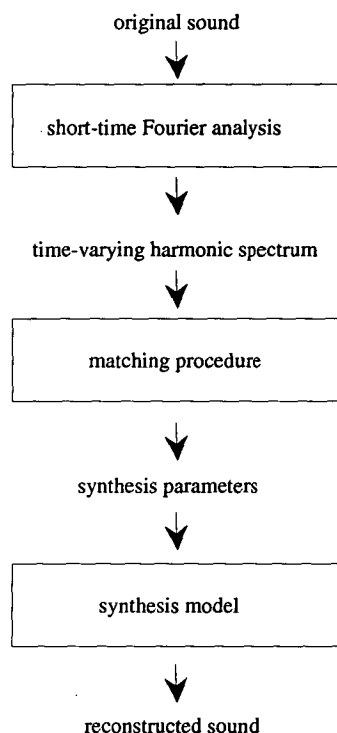 original sound
short-time Fourier analysis
time-varying harmonic spectrum
matching procedure
synthesis parameters
synthesis model
reconstructed sound